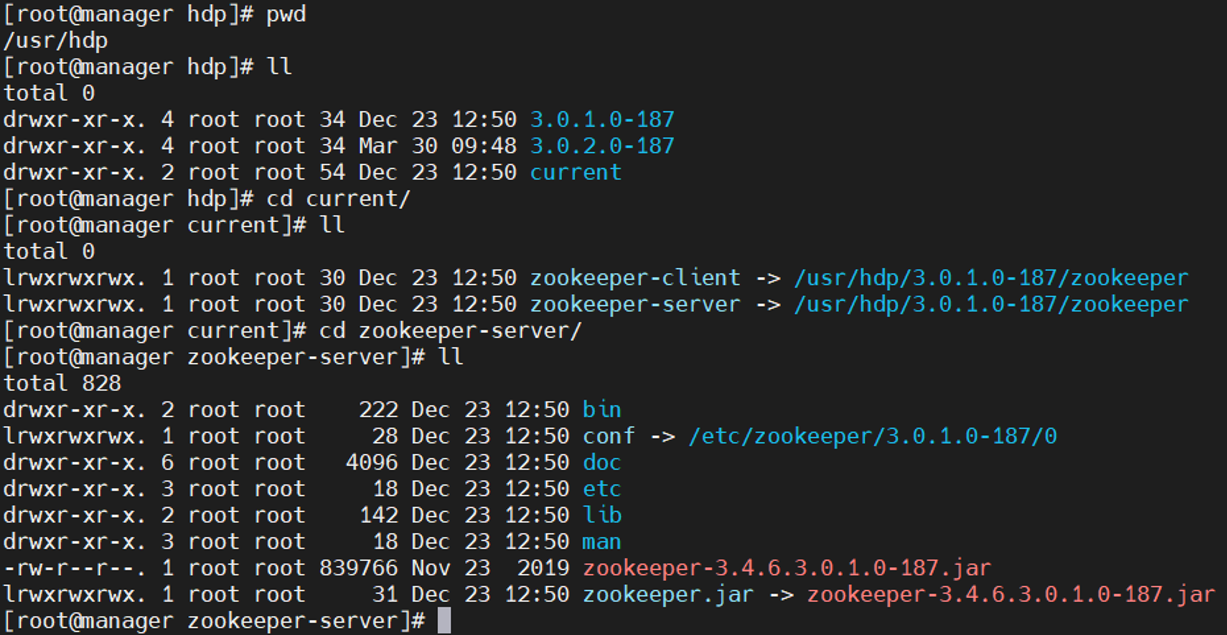 [root@manager hdp]# pwd
/usr/hdp
[root@manager hdp]# ll
total 0
drwxr-xr-x. 4 root root 34 Dec 23 12:50 3.0.1.0-187
drwxr-xr-x. 4 root root 34 Mar 30 09:48 3.0.2.0-187
drwxr-xr-x. 2 root root 54 Dec 23 12:50 current
[root@manager hdp]# cd current/
[root@manager current]# ll
total 0
lrwxrwxrwx. 1 root root 30 Dec 23 12:50 zookeeper-client -> /usr/hdp/3.0.1.0-187/zookeeper
lrwxrwxrwx. 1 root root 30 Dec 23 12:50 zookeeper-server -> /usr/hdp/3.0.1.0-187/zookeeper
[root@manager current]# cd zookeeper-server/
[root@manager zookeeper-server]# ll
total 828
drwxr-xr-x. 2 root root    222 Dec 23 12:50 bin
lrwxrwxrwx. 1 root root     28 Dec 23 12:50 conf -> /etc/zookeeper/3.0.1.0-187/0
drwxr-xr-x. 6 root root   4096 Dec 23 12:50 doc
drwxr-xr-x. 3 root root     18 Dec 23 12:50 etc
drwxr-xr-x. 2 root root    142 Dec 23 12:50 lib
drwxr-xr-x. 3 root root     18 Dec 23 12:50 man
-rw-r--r--. 1 root root 839766 Nov 23  2019 zookeeper-3.4.6.3.0.1.0-187.jar
lrwxrwxrwx. 1 root root     31 Dec 23 12:50 zookeeper.jar -> zookeeper-3.4.6.3.0.1.0-187.jar
[root@manager zookeeper-server]#